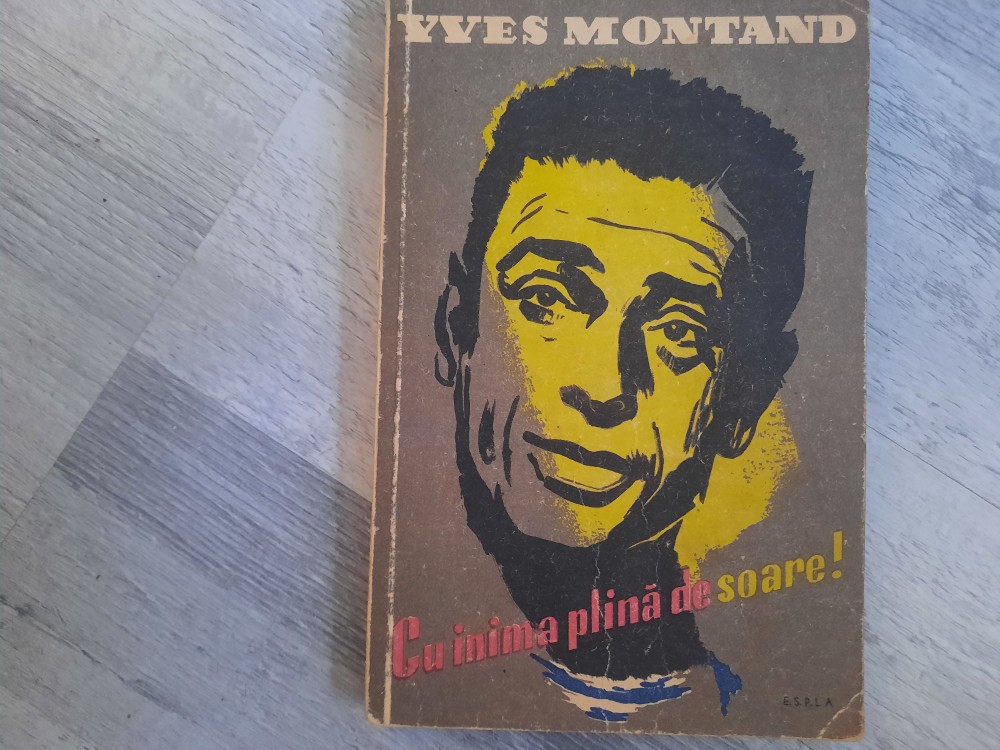 YVES MONTAND
Cu inima plină de soare!
E.S.P.L.A.